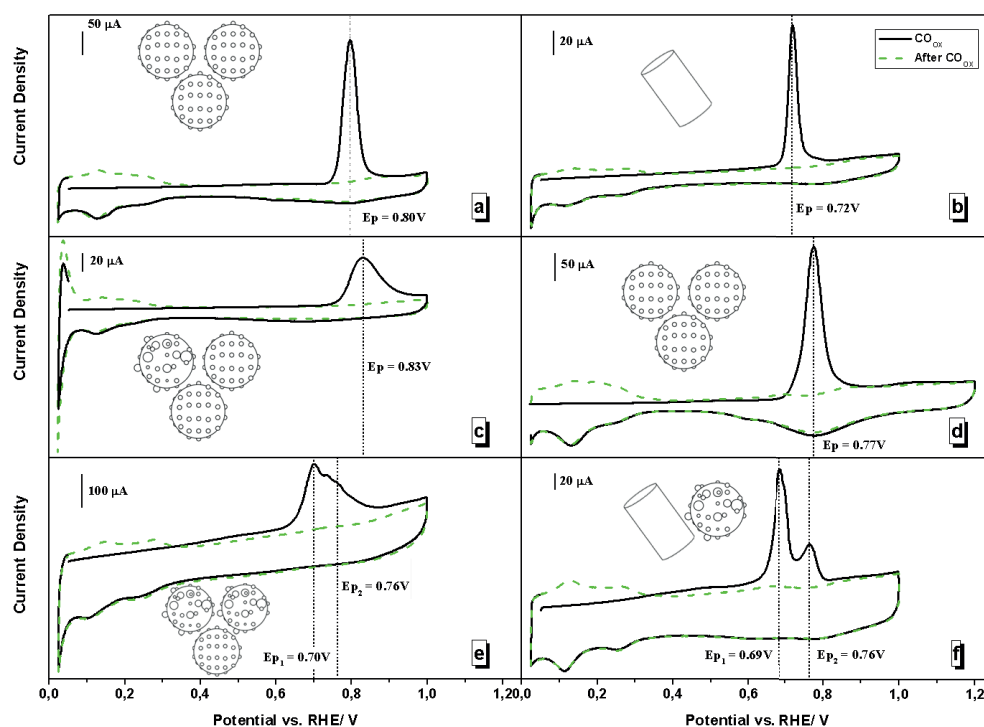 50 µA
Current Density
Ep = 0.80V
a
20 µA
CO_ox
After CO_ox
Ep = 0.72V
b
20 µA
Current Density
Ep = 0.83V
c
50 µA
Ep = 0.77V
d
100 µA
Current Density
Ep₂ = 0.76V
Ep₁ = 0.70V
e
20 µA
Ep₁ = 0.69V
Ep₂ = 0.76V
f
0,0 0,2 0,4 0,6 0,8 1,0 1,20,0 0,2 0,4 0,6 0,8 1,0 1,2
Potential vs. RHE/ V
Potential vs. RHE/ V